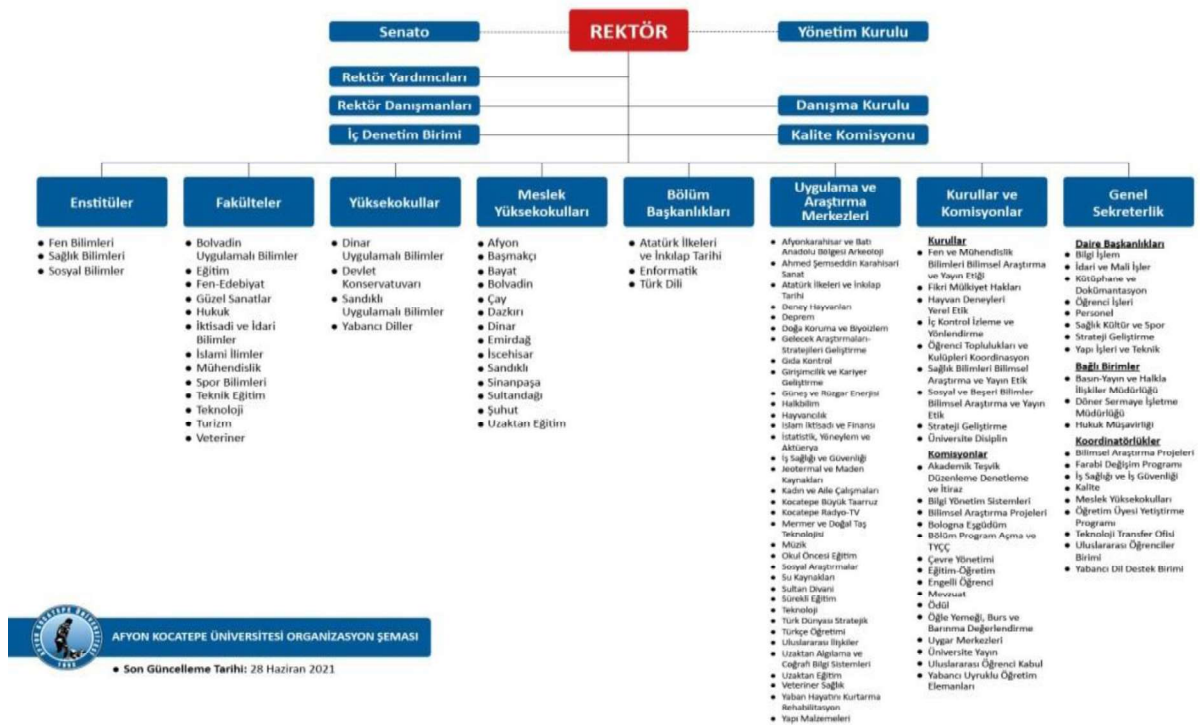 Senato
REKTÖR
Yönetim Kurulu
Rektör Yardımcıları
Rektör Danışmanları
Danışma Kurulu
İç Denetim Birimi
Kalite Komisyonu
Enstitüler
• Fen Bilimleri
• Sağlık Bilimleri
• Sosyal Bilimler
Fakülteler
• Bolvadin
Uygulamalı Bilimler
• Eğitim
• Fen-Edebiyat
• Güzel Sanatlar
• Hukuk
• İktisadi ve İdari
Bilimler
• İslami İlimler
• Mühendislik
• Spor Bilimleri
• Teknik Eğitim
• Teknoloji
• Turizm
• Veteriner
Yüksekokullar
• Dinar
Uygulamalı Bilimler
• Devlet
Konservatuvarı
• Sandıklı
Uygulamalı Bilimler
• Yabancı Diller
Meslek
Yüksekokulları
• Afyon
• Başmakçı
• Bayat
• Bolvadin
• Çay
• Dazkırı
• Dinar
• Emirdağ
• İscehisar
• Sandıklı
• Sinanpaşa
• Sultandağı
• Şuhut
• Uzaktan Eğitim
Bölüm
Başkanlıkları
• Atatürk İlkeleri
ve İnkılap Tarihi
• Enformatik
• Türk Dili
Uygulama ve
Araştırma
Merkezleri
• Afyonkarahisar ve Batı
Anadolu Bölgesi Arkeoloji
• Ahmed Şemseddin Karahisari
Sanat
• Atatürk İlkeleri ve İnkılap
Tarihi
• Deney Hayvanları
• Deprem
• Doğa Koruma ve Biyoizlem
• Gelecek Araştırmaları-
Stratejileri Geliştirme
• Gıda Kontrol
• Girişimcilik ve Kariyer
Geliştirme
• Güneş ve Rüzgar Enerjisi
• Halkbilim
• Hayvancılık
• İslam İktisadı ve Finansı
• İstatistik, Yöneylem ve
Aktüerya
• İş Sağlığı ve Güvenliği
• Jeotermal ve Maden
Kaynakları
• Kadın ve Aile Çalışmaları
• Kocatepe Büyük Taarruz
• Kocatepe Radyo-TV
• Mermer ve Doğal Taş
Teknolojisi
• Müzik
• Okul Öncesi Eğitim
• Sosyal Araştırmalar
• Su Kaynakları
• Sultan Divani
• Sürekli Eğitim
• Teknoloji
• Türk Dünyası Stratejik
• Türkçe Öğretimi
• Uluslararası İlişkiler
• Uzaktan Algılama ve
Coğrafi Bilgi Sistemleri
• Uzaktan Eğitim
• Veteriner Sağlık
• Yaban Hayatını Kurtarma
Rehabilitasyon
• Yapı Malzemeleri
Kurullar ve
Komisyonlar
Kurullar
• Fen ve Mühendislik
Bilimleri Bilimsel Araştırma
ve Yayın Etiği
• Fikri Mülkiyet Hakları
• Hayvan Deneyleri
Yerel Etik
• İç Kontrol İzleme ve
Yönlendirme
• Öğrenci Toplulukları ve
Kulüpleri Koordinasyon
• Sağlık Bilimleri Bilimsel
Araştırma ve Yayın Etik
• Sosyal ve Beşeri Bilimler
Bilimsel Araştırma ve Yayın
Etik
• Strateji Geliştirme
• Üniversite Disiplin
Komisyonlar
• Akademik Teşvik
Düzenleme Denetleme
ve İtiraz
• Bilgi Yönetim Sistemleri
• Bilimsel Araştırma Projeleri
• Bologna Eşgüdüm
• Bölüm Program Açma ve
TYÇÇ
• Çevre Yönetimi
• Eğitim-Öğretim
• Engelli Öğrenci
• Mevzuat
• Ödül
• Öğle Yemeği, Burs ve
Barınma Değerlendirme
• Uygar Merkezleri
• Üniversite Yayın
• Uluslararası Öğrenci Kabul
• Yabancı Uyruklu Öğretim
Elemanları
Genel
Sekreterlik
Daire Başkanlıkları
• Bilgi İşlem
• İdari ve Mali İşler
• Kütüphane ve
Dokümantasyon
• Öğrenci İşleri
• Personel
• Sağlık Kültür ve Spor
• Strateji Geliştirme
• Yapı İşleri ve Teknik
Bağlı Birimler
• Basın-Yayın ve Halkla
İlişkiler Müdürlüğü
• Döner Sermaye İşletme
Müdürlüğü
• Hukuk Müşavirliği
Koordinatörlükler
• Bilimsel Araştırma Projeleri
• Farabi Değişim Programı
• İş Sağlığı ve İş Güvenliği
• Kalite
• Meslek Yüksekokulları
• Öğretim Üyesi Yetiştirme
Programı
• Teknoloji Transfer Ofisi
• Uluslararası Öğrenciler
Birimi
• Yabancı Dil Destek Birimi
AFYON KOCATEPE ÜNİVERSİTESİ
1992
AFYON KOCATEPE ÜNİVERSİTESİ ORGANİZASYON ŞEMASI
• Son Güncelleme Tarihi: 28 Haziran 2021